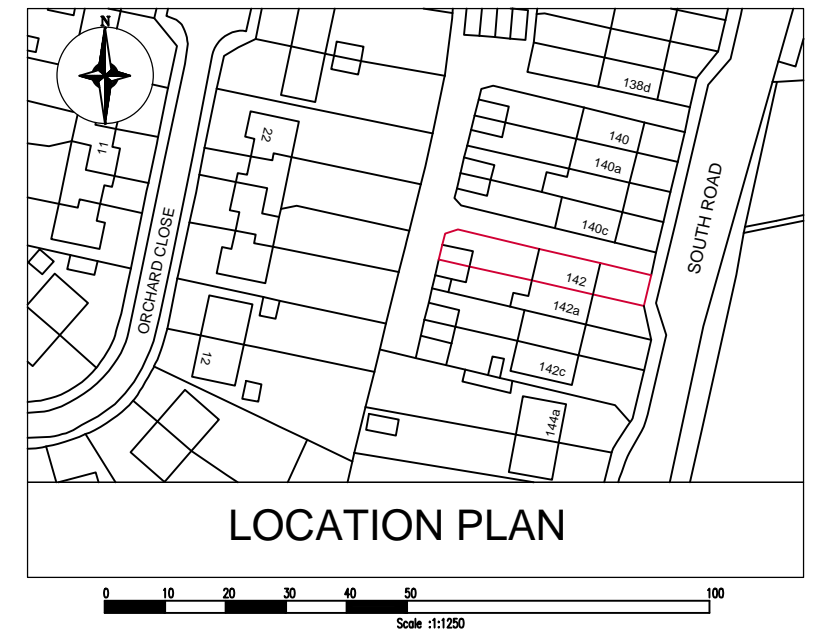 N
138d
11
22
140
140a
SOUTH ROAD
140c
ORCHARD CLOSE
142
142a
12
142c
144a
LOCATION PLAN
0 10 20 30 40 50 100
Scale :1:1250